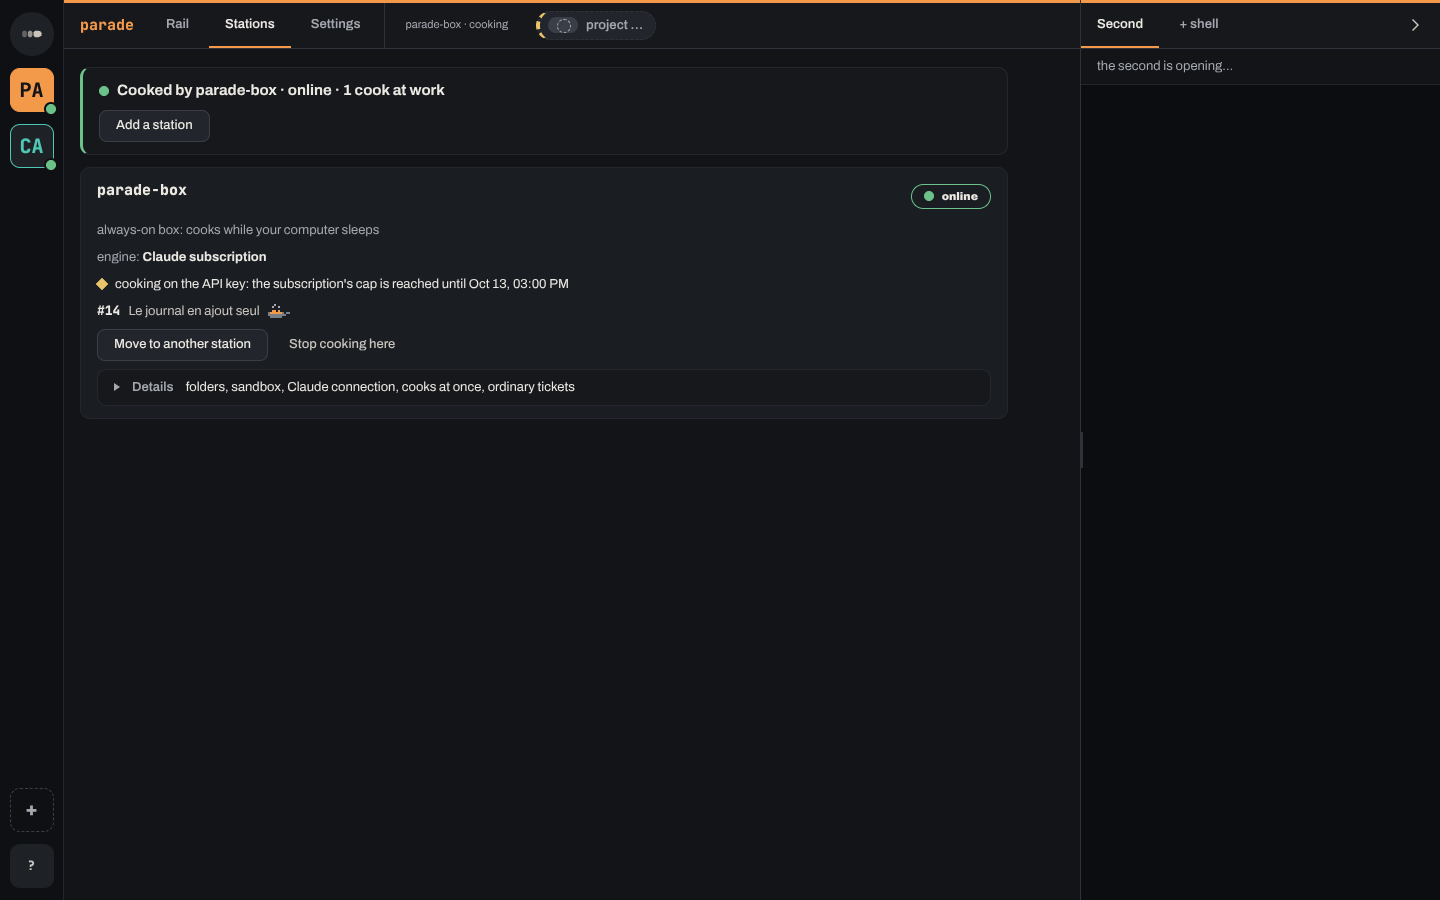 parade Rail Stations Settings parade-box · cooking project ...
Second + shell
the second is opening...
PA
CA
Cooked by parade-box · online · 1 cook at work
Add a station
parade-box
online
always-on box: cooks while your computer sleeps
engine: Claude subscription
cooking on the API key: the subscription's cap is reached until Oct 13, 03:00 PM
#14 Le journal en ajout seul
Move to another station Stop cooking here
Details folders, sandbox, Claude connection, cooks at once, ordinary tickets
+
?